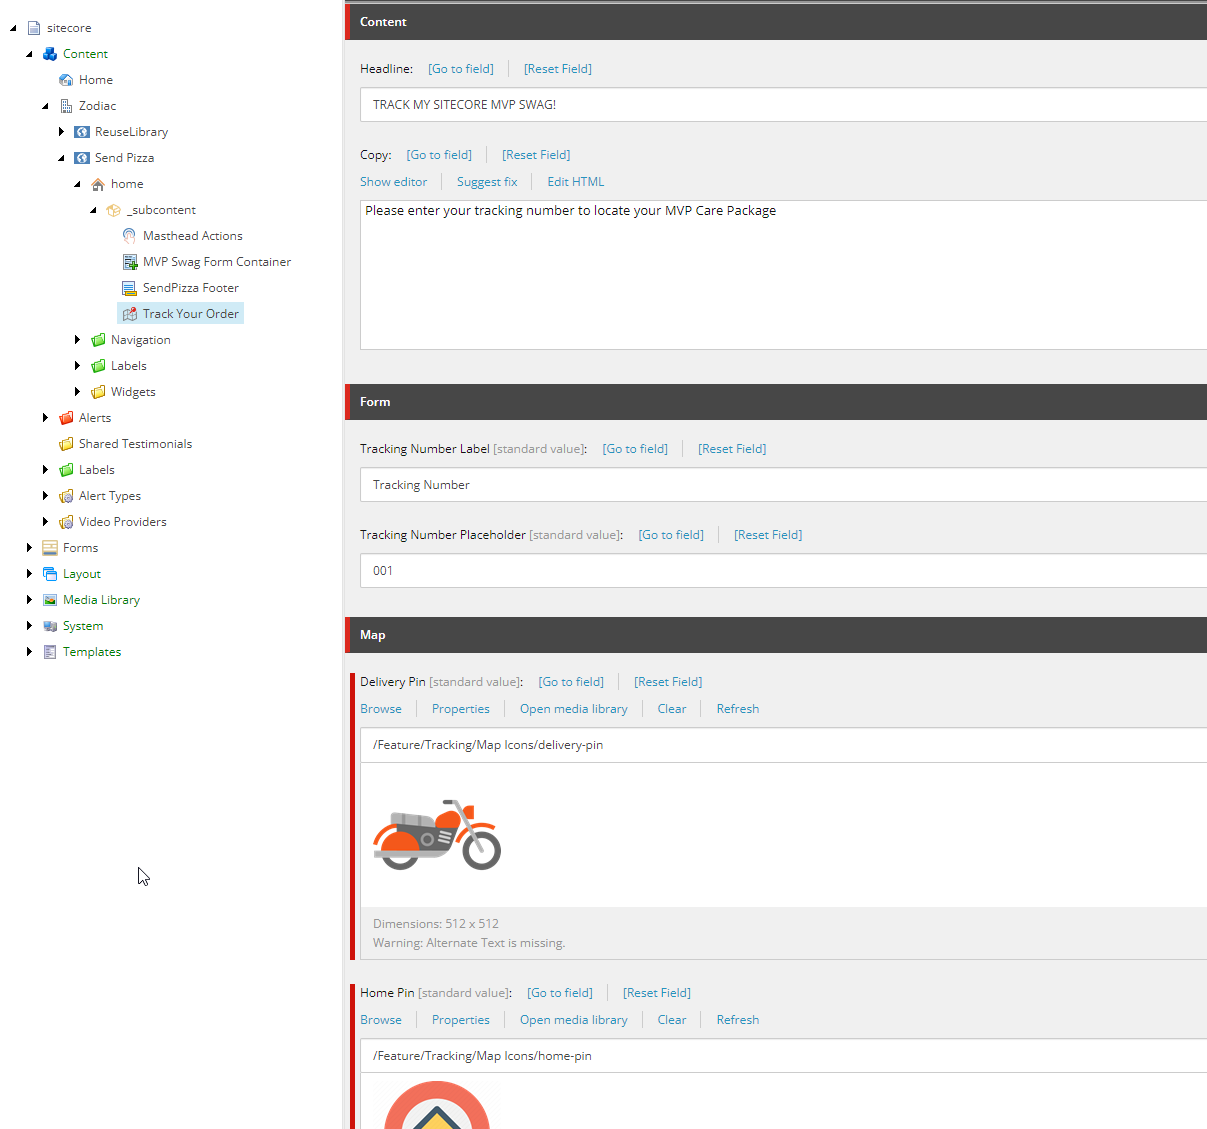 sitecore
Content
Home
Zodiac
ReuseLibrary
Send Pizza
home
_subcontent
Masthead Actions
MVP Swag Form Container
SendPizza Footer
Track Your Order
Navigation
Labels
Widgets
Alerts
Shared Testimonials
Labels
Alert Types
Video Providers
Forms
Layout
Media Library
System
Templates
Content
Headline: [Go to field] [Reset Field]
TRACK MY SITECORE MVP SWAG!
Copy: [Go to field] [Reset Field]
Show editor Suggest fix Edit HTML
Please enter your tracking number to locate your MVP Care Package
Form
Tracking Number Label [standard value]: [Go to field] [Reset Field]
Tracking Number
Tracking Number Placeholder [standard value]: [Go to field] [Reset Field]
001
Map
Delivery Pin [standard value]: [Go to field] [Reset Field]
Browse Properties Open media library Clear Refresh
/Feature/Tracking/Map Icons/delivery-pin
Dimensions: 512 x 512
Warning: Alternate Text is missing.
Home Pin [standard value]: [Go to field] [Reset Field]
Browse Properties Open media library Clear Refresh
/Feature/Tracking/Map Icons/home-pin